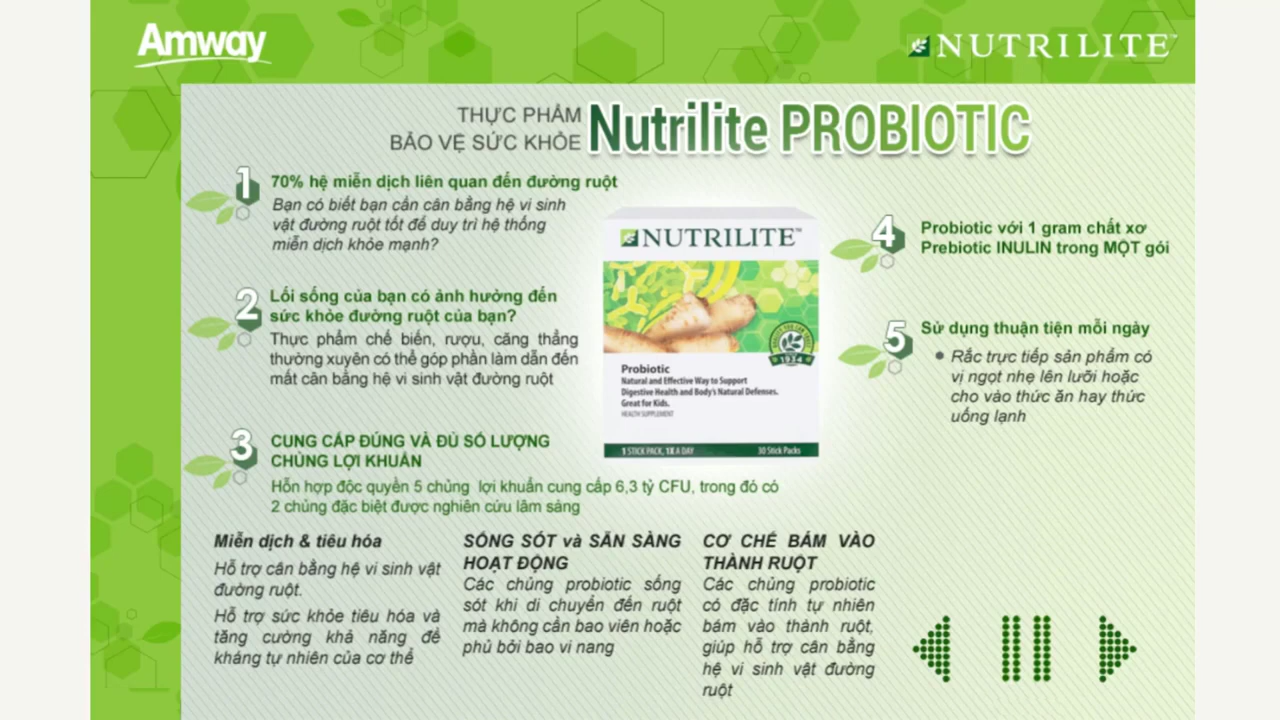 Amway
NUTRILITE™
THỰC PHẨM
BẢO VỆ SỨC KHỎE
Nutrilite PROBIOTIC
1
70% hệ miễn dịch liên quan đến đường ruột
Bạn có biết bạn cần cân bằng hệ vi sinh
vật đường ruột tốt để duy trì hệ thống
miễn dịch khỏe mạnh?
2
Lối sống của bạn có ảnh hưởng đến
sức khỏe đường ruột của bạn?
Thực phẩm chế biến, rượu, căng thẳng
thường xuyên có thể góp phần làm dẫn đến
mất cân bằng hệ vi sinh vật đường ruột
3
CUNG CẤP ĐÚNG VÀ ĐỦ SỐ LƯỢNG
CHỦNG LỢI KHUẨN
Hỗn hợp độc quyền 5 chủng lợi khuẩn cung cấp 6,3 tỷ CFU, trong đó có
2 chủng đặc biệt được nghiên cứu lâm sàng
NUTRILITE™
1934
Probiotic
Natural and Effective Way to Support
Digestive Health and Body's Natural Defenses.
Great for Kids.
HEALTH SUPPLEMENT
1 STICK PACK, 1X A DAY
30 Stick Packs
4
Probiotic với 1 gram chất xơ
Prebiotic INULIN trong MỘT gói
5
Sử dụng thuận tiện mỗi ngày
• Rắc trực tiếp sản phẩm có
vị ngọt nhẹ lên lưỡi hoặc
cho vào thức ăn hay thức
uống lạnh
Miễn dịch & tiêu hóa
Hỗ trợ cân bằng hệ vi sinh vật
đường ruột.
Hỗ trợ sức khỏe tiêu hóa và
tăng cường khả năng đề
kháng tự nhiên của cơ thể
SỐNG SÓT và SẴN SÀNG
HOẠT ĐỘNG
Các chủng probiotic sống
sót khi di chuyển đến ruột
mà không cần bao viên hoặc
phủ bởi bao vi nang
CƠ CHẾ BÁM VÀO
THÀNH RUỘT
Các chủng probiotic
có đặc tính tự nhiên
bám vào thành ruột,
giúp hỗ trợ cân bằng
hệ vi sinh vật đường
ruột